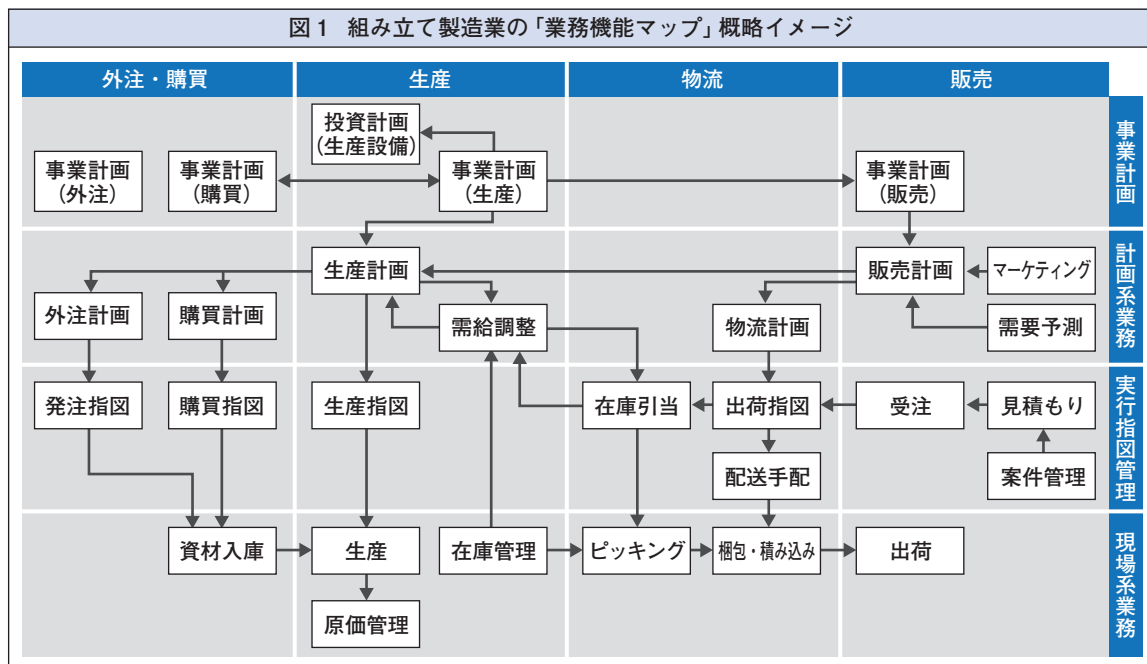 図1 組み立て製造業の「業務機能マップ」概略イメージ
外注・購買
生産
物流
販売
事業計画
投資計画
(生産設備)
事業計画
(外注)
事業計画
(購買)
事業計画
(生産)
事業計画
(販売)
計画系業務
生産計画
販売計画
マーケティング
外注計画
購買計画
需給調整
物流計画
需要予測
実行指図管理
発注指図
購買指図
生産指図
在庫引当
出荷指図
受注
見積もり
配送手配
案件管理
現場系業務
資材入庫
生産
在庫管理
ピッキング
梱包・積み込み
出荷
原価管理